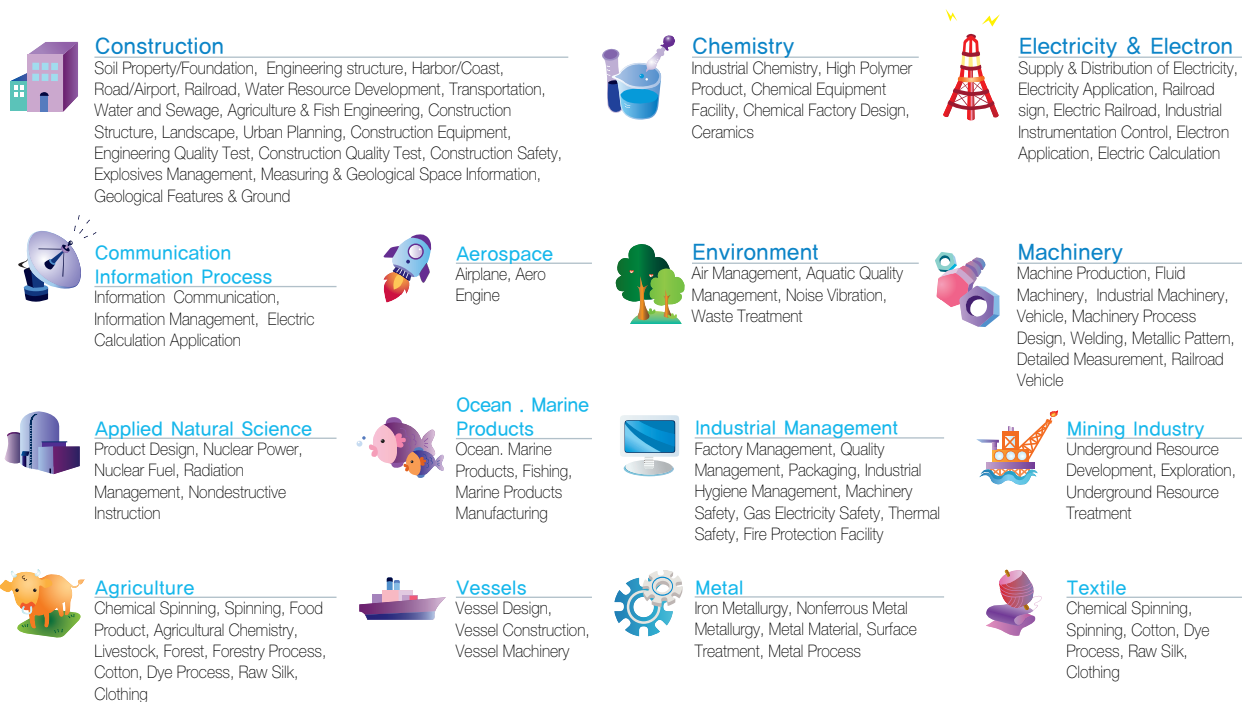 Construction
Soil Property/Foundation, Engineering structure, Harbor/Coast,
Road/Airport, Railroad, Water Resource Development, Transportation,
Water and Sewage, Agriculture & Fish Engineering, Construction
Structure, Landscape, Urban Planning, Construction Equipment,
Engineering Quality Test, Construction Quality Test, Construction Safety,
Explosives Management, Measuring & Geological Space Information,
Geological Features & Ground
Chemistry
Industrial Chemistry, High Polymer
Product, Chemical Equipment
Facility, Chemical Factory Design,
Ceramics
Electricity & Electron
Supply & Distribution of Electricity,
Electricity Application, Railroad
sign, Electric Railroad, Industrial
Instrumentation Control, Electron
Application, Electric Calculation
Communication
Information Process
Information Communication,
Information Management, Electric
Calculation Application
Aerospace
Airplane, Aero
Engine
Environment
Air Management, Aquatic Quality
Management, Noise Vibration,
Waste Treatment
Machinery
Machine Production, Fluid
Machinery, Industrial Machinery,
Vehicle, Machinery Process
Design, Welding, Metallic Pattern,
Detailed Measurement, Railroad
Vehicle
Applied Natural Science
Product Design, Nuclear Power,
Nuclear Fuel, Radiation
Management, Nondestructive
Instruction
Ocean . Marine
Products
Ocean. Marine
Products, Fishing,
Marine Products
Manufacturing
Industrial Management
Factory Management, Quality
Management, Packaging, Industrial
Hygiene Management, Machinery
Safety, Gas Electricity Safety, Thermal
Safety, Fire Protection Facility
Mining Industry
Underground Resource
Development, Exploration,
Underground Resource
Treatment
Agriculture
Chemical Spinning, Spinning, Food
Product, Agricultural Chemistry,
Livestock, Forest, Forestry Process,
Cotton, Dye Process, Raw Silk,
Clothing
Vessels
Vessel Design,
Vessel Construction,
Vessel Machinery
Metal
Iron Metallurgy, Nonferrous Metal
Metallurgy, Metal Material, Surface
Treatment, Metal Process
Textile
Chemical Spinning,
Spinning, Cotton, Dye
Process, Raw Silk,
Clothing